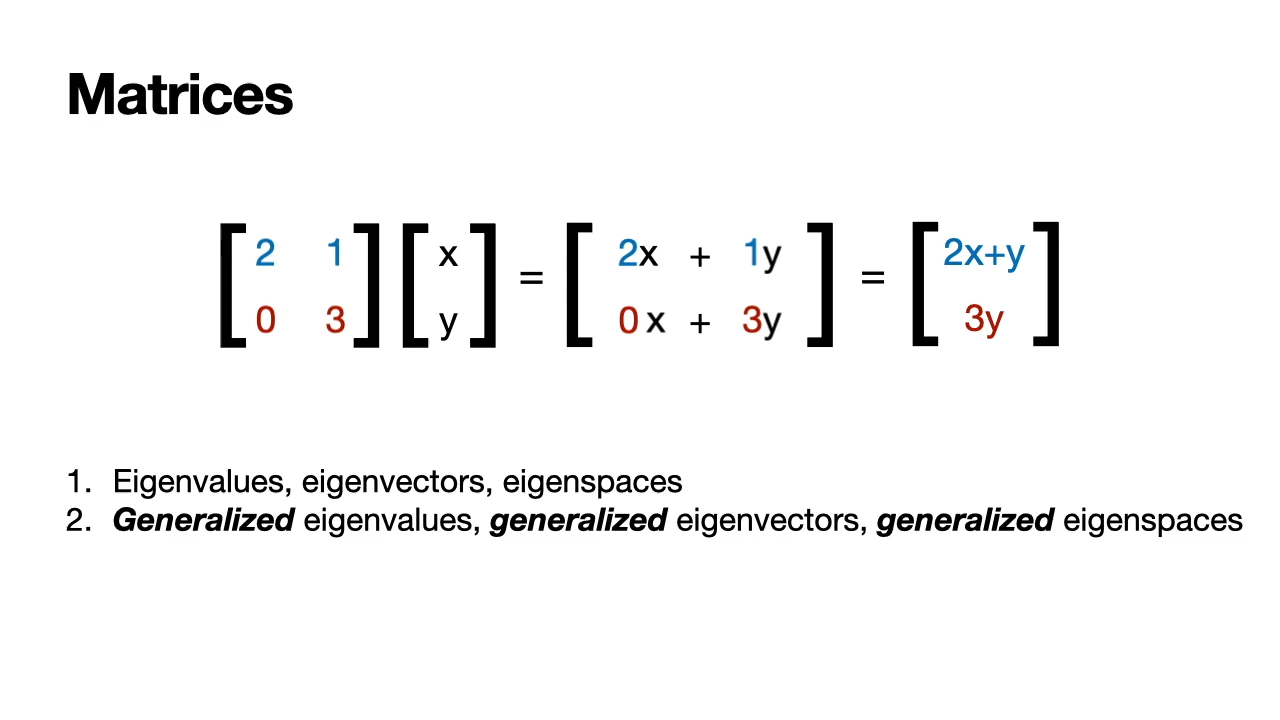 Matrices
[2 1] [x] = [2x + 1y] = [2x+y]
[0 3] [y] [0x + 3y] [3y]
1. Eigenvalues, eigenvectors, eigenspaces
2. Generalized eigenvalues, generalized eigenvectors, generalized eigenspaces